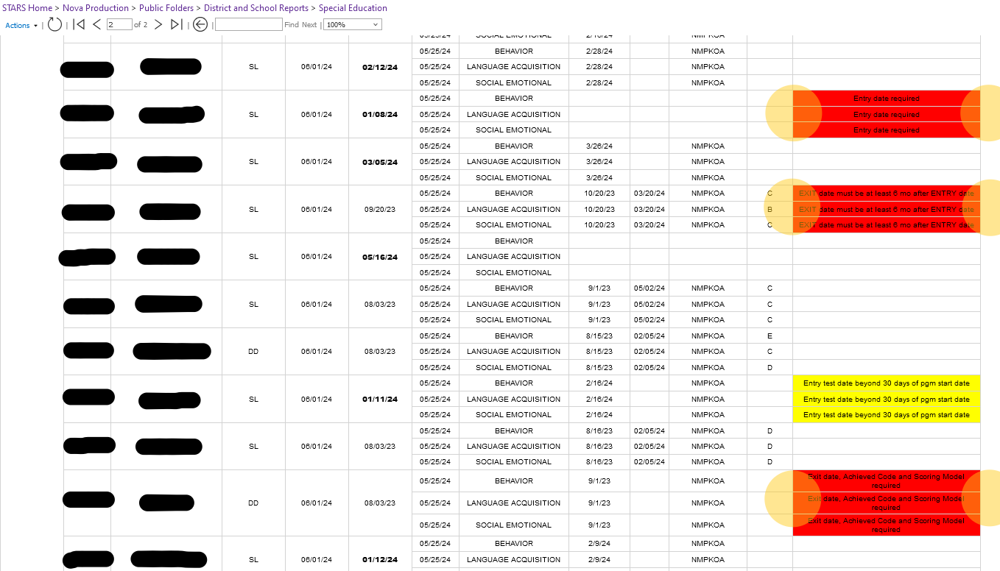 STARS Home > Nova Production > Public Folders > District and School Reports > Special Education
Actions | | 2 of 2 | | Find Next | 100%
05/25/24 SOCIAL EMOTIONAL 2/16/24 NMPKOA
SL 06/01/24 02/12/24
05/25/24 BEHAVIOR 2/28/24 NMPKOA
05/25/24 LANGUAGE ACQUISITION 2/28/24 NMPKOA
05/25/24 SOCIAL EMOTIONAL 2/28/24 NMPKOA
SL 06/01/24 01/08/24
05/25/24 BEHAVIOR Entry date required
05/25/24 LANGUAGE ACQUISITION Entry date required
05/25/24 SOCIAL EMOTIONAL Entry date required
SL 06/01/24 03/05/24
05/25/24 BEHAVIOR 3/26/24 NMPKOA
05/25/24 LANGUAGE ACQUISITION 3/26/24 NMPKOA
05/25/24 SOCIAL EMOTIONAL 3/26/24 NMPKOA
SL 06/01/24 09/20/23
05/25/24 BEHAVIOR 10/20/23 03/20/24 NMPKOA C EXIT date must be at least 6 mo after ENTRY date
05/25/24 LANGUAGE ACQUISITION 10/20/23 03/20/24 NMPKOA B EXIT date must be at least 6 mo after ENTRY date
05/25/24 SOCIAL EMOTIONAL 10/20/23 03/20/24 NMPKOA C EXIT date must be at least 6 mo after ENTRY date
SL 06/01/24 05/16/24
05/25/24 BEHAVIOR
05/25/24 LANGUAGE ACQUISITION
05/25/24 SOCIAL EMOTIONAL
SL 06/01/24 08/03/23
05/25/24 BEHAVIOR 9/1/23 05/02/24 NMPKOA C
05/25/24 LANGUAGE ACQUISITION 9/1/23 05/02/24 NMPKOA C
05/25/24 SOCIAL EMOTIONAL 9/1/23 05/02/24 NMPKOA C
DD 06/01/24 08/03/23
05/25/24 BEHAVIOR 8/15/23 02/05/24 NMPKOA E
05/25/24 LANGUAGE ACQUISITION 8/15/23 02/05/24 NMPKOA C
05/25/24 SOCIAL EMOTIONAL 8/15/23 02/05/24 NMPKOA D
SL 06/01/24 01/11/24
05/25/24 BEHAVIOR 2/16/24 NMPKOA Entry test date beyond 30 days of pgm start date
05/25/24 LANGUAGE ACQUISITION 2/16/24 NMPKOA Entry test date beyond 30 days of pgm start date
05/25/24 SOCIAL EMOTIONAL 2/16/24 NMPKOA Entry test date beyond 30 days of pgm start date
SL 06/01/24 08/03/23
05/25/24 BEHAVIOR 8/16/23 02/05/24 NMPKOA D
05/25/24 LANGUAGE ACQUISITION 8/16/23 02/05/24 NMPKOA D
05/25/24 SOCIAL EMOTIONAL 8/16/23 02/05/24 NMPKOA D
DD 06/01/24 08/03/23
05/25/24 BEHAVIOR 9/1/23 NMPKOA Exit date, Achieved Code and Scoring Model
required
05/25/24 LANGUAGE ACQUISITION 9/1/23 NMPKOA Exit date, Achieved Code and Scoring Model
required
05/25/24 SOCIAL EMOTIONAL 9/1/23 NMPKOA Exit date, Achieved Code and Scoring Model
required
SL 06/01/24 01/12/24
05/25/24 BEHAVIOR 2/9/24 NMPKOA
05/25/24 LANGUAGE ACQUISITION 2/9/24 NMPKOA